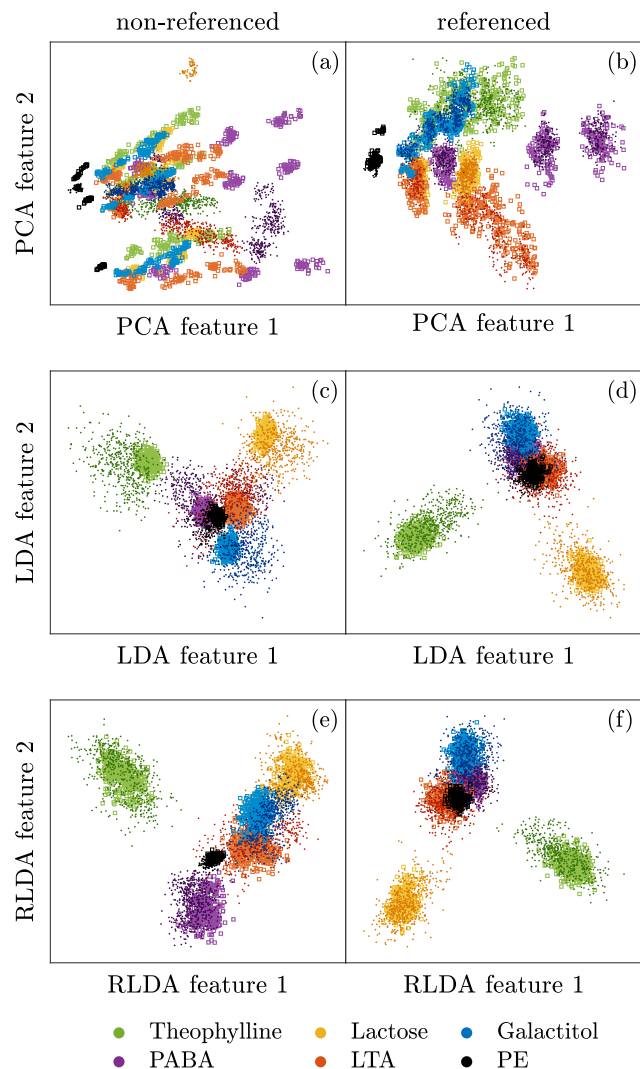 non-referenced referenced
(a) (b)
PCA feature 2
PCA feature 1 PCA feature 1
(c) (d)
LDA feature 2
LDA feature 1 LDA feature 1
(e) (f)
RLDA feature 2
RLDA feature 1 RLDA feature 1
Theophylline Lactose Galactitol
PABA LTA PE